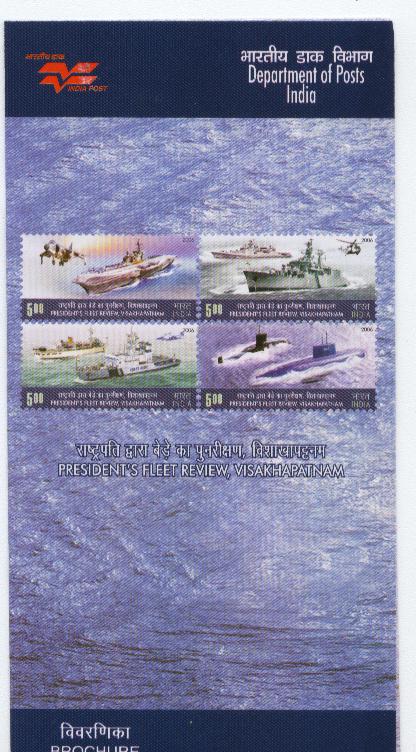 भारतीय डाक
INDIA POST
भारतीय डाक विभाग
Department of Posts
India
2006
राष्ट्रपति द्वारा बेड़े का पुनरीक्षण, विशाखापट्टनम भारत
5.00 PRESIDENT'S FLEET REVIEW, VISAKHAPATNAM INDIA
2006
राष्ट्रपति द्वारा बेड़े का पुनरीक्षण, विशाखापट्टनम भारत
5.00 PRESIDENT'S FLEET REVIEW, VISAKHAPATNAM INDIA
2006
राष्ट्रपति द्वारा बेड़े का पुनरीक्षण, विशाखापट्टनम भारत
5.00 PRESIDENT'S FLEET REVIEW, VISAKHAPATNAM INDIA
2006
राष्ट्रपति द्वारा बेड़े का पुनरीक्षण, विशाखापट्टनम भारत
5.00 PRESIDENT'S FLEET REVIEW, VISAKHAPATNAM INDIA
राष्ट्रपति द्वारा बेड़े का पुनरीक्षण, विशाखापट्टनम
PRESIDENT'S FLEET REVIEW, VISAKHAPATNAM
विवरणिका
BROCHURE